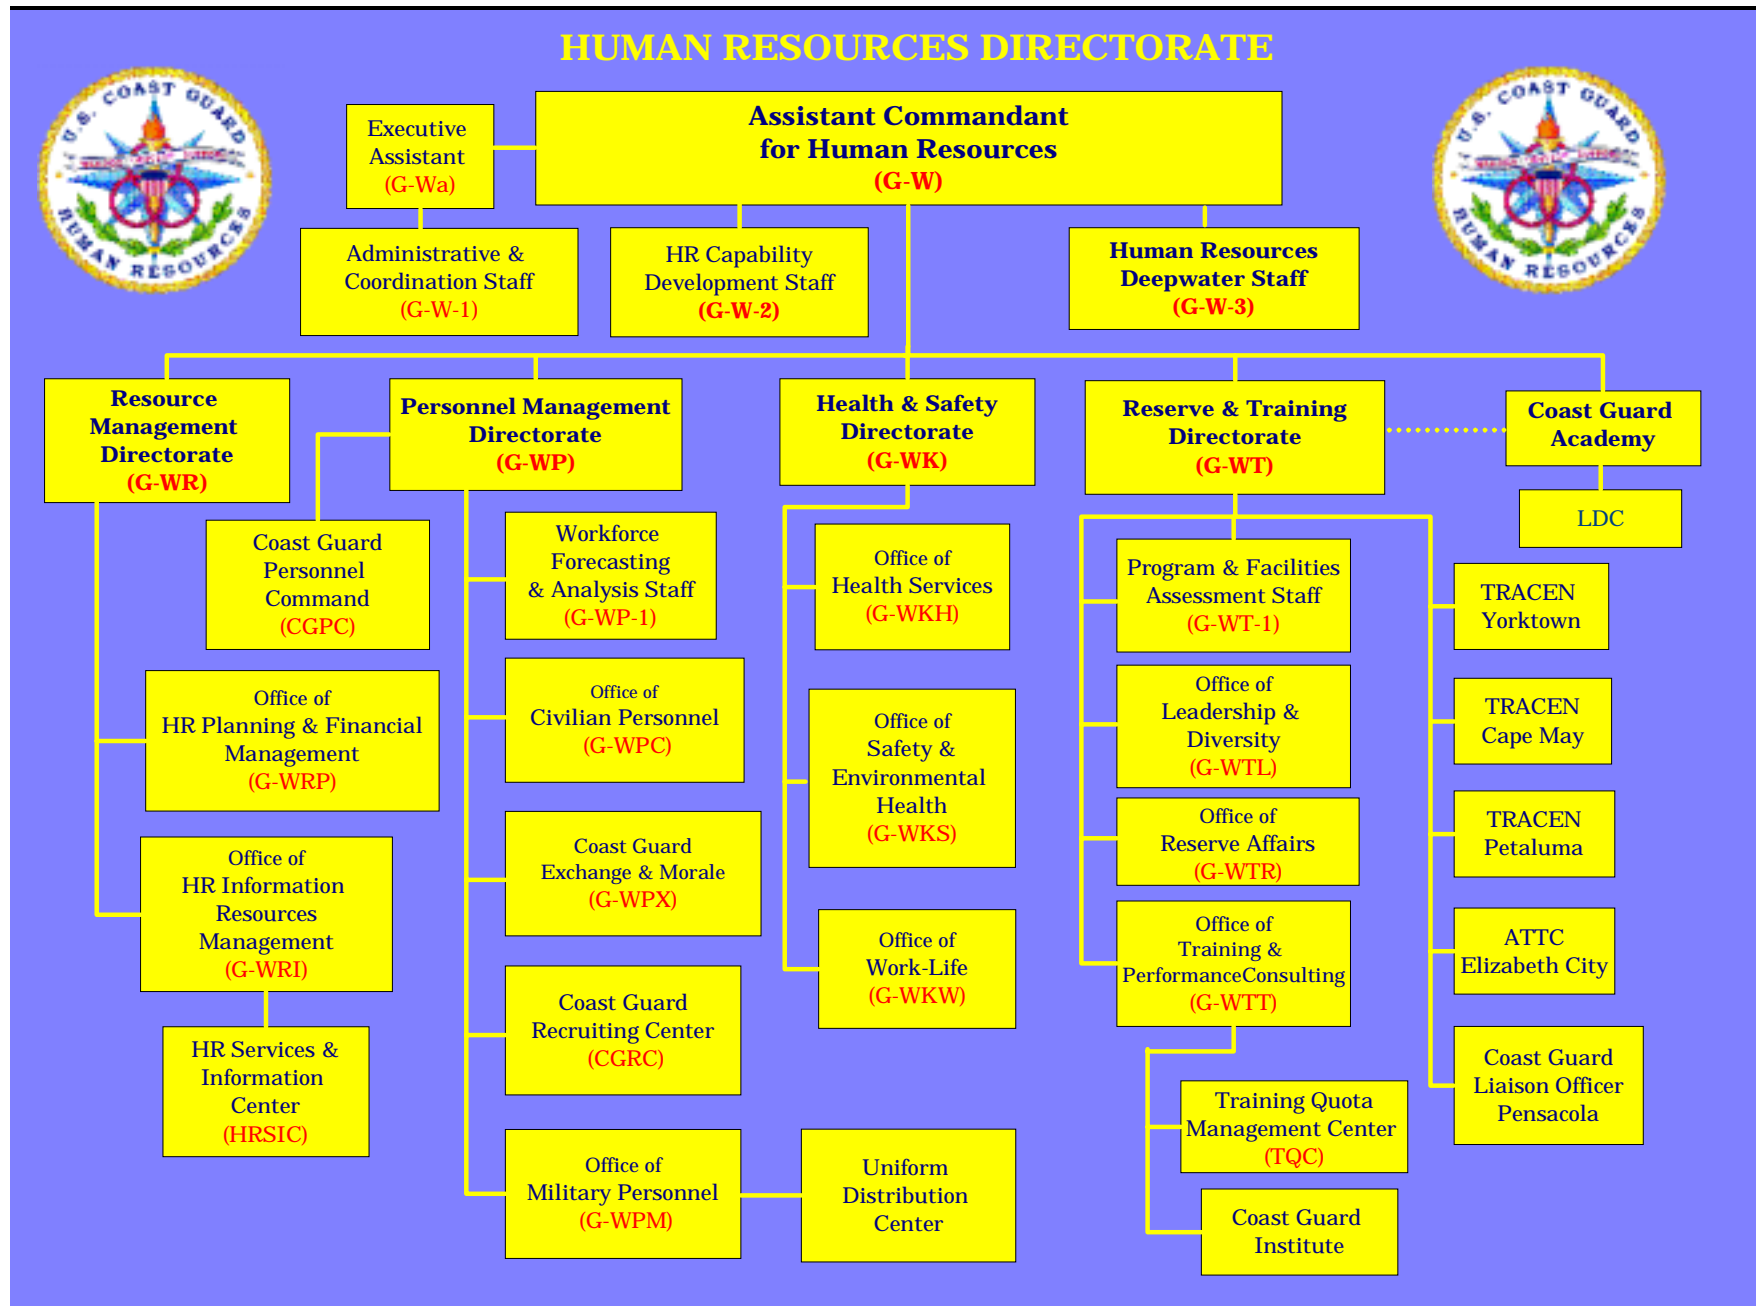 HUMAN RESOURCES DIRECTORATE
U.S. COAST GUARD
HUMAN RESOURCES
U.S. COAST GUARD
HUMAN RESOURCES
Executive
Assistant
(G-Wa)
Assistant Commandant
for Human Resources
(G-W)
Administrative &
Coordination Staff
(G-W-1)
HR Capability
Development Staff
(G-W-2)
Human Resources
Deepwater Staff
(G-W-3)
Resource
Management
Directorate
(G-WR)
Personnel Management
Directorate
(G-WP)
Health & Safety
Directorate
(G-WK)
Reserve & Training
Directorate
(G-WT)
Coast Guard
Academy
LDC
Coast Guard
Personnel
Command
(CGPC)
Office of
HR Planning & Financial
Management
(G-WRP)
Office of
HR Information
Resources
Management
(G-WRI)
HR Services &
Information
Center
(HRSIC)
Workforce
Forecasting
& Analysis Staff
(G-WP-1)
Office of
Civilian Personnel
(G-WPC)
Coast Guard
Exchange & Morale
(G-WPX)
Coast Guard
Recruiting Center
(CGRC)
Office of
Military Personnel
(G-WPM)
Uniform
Distribution
Center
Office of
Health Services
(G-WKH)
Office of
Safety &
Environmental
Health
(G-WKS)
Office of
Work-Life
(G-WKW)
Program & Facilities
Assessment Staff
(G-WT-1)
Office of
Leadership &
Diversity
(G-WTL)
Office of
Reserve Affairs
(G-WTR)
Office of
Training &
PerformanceConsulting
(G-WTT)
Training Quota
Management Center
(TQC)
Coast Guard
Institute
TRACEN
Yorktown
TRACEN
Cape May
TRACEN
Petaluma
ATTC
Elizabeth City
Coast Guard
Liaison Officer
Pensacola